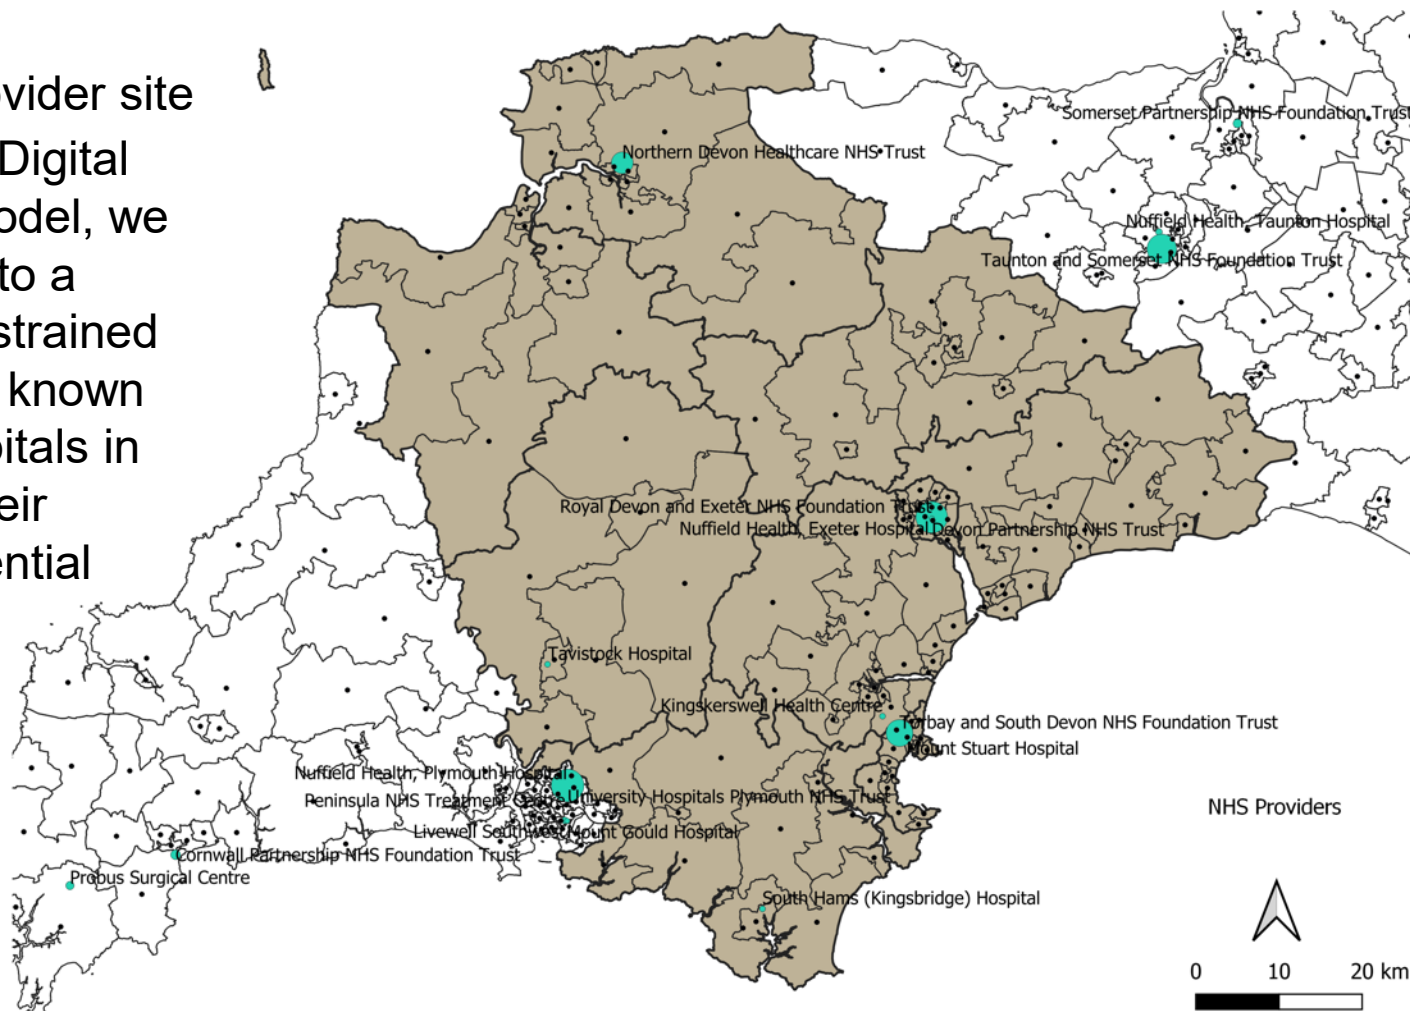 vider site
Digital
odel, we
to a
strained
known
pitals in
eir
ential
Somerset Partnership NHS Foundation Trust
Northern Devon Healthcare NHS Trust
Nuffield Health, Taunton Hospital
Taunton and Somerset NHS Foundation Trust
Royal Devon and Exeter NHS Foundation Trust
Nuffield Health, Exeter Hospital
Devon Partnership NHS Trust
Tavistock Hospital
Kingskerswell Health Centre
Torbay and South Devon NHS Foundation Trust
Mount Stuart Hospital
Nuffield Health, Plymouth Hospital
Peninsula NHS Treatment Centre
University Hospitals Plymouth NHS Trust
Livewell Southwest
Mount Gould Hospital
Cornwall Partnership NHS Foundation Trust
Probus Surgical Centre
South Hams (Kingsbridge) Hospital
NHS Providers
0 10 20 km